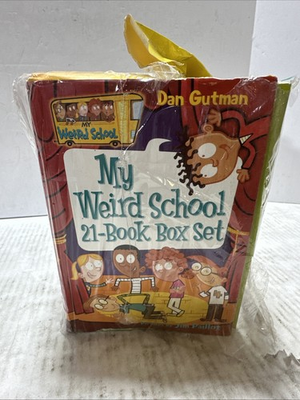 Dan Gutman
MY
Weird School
My
Weird School
21-Book Box Set